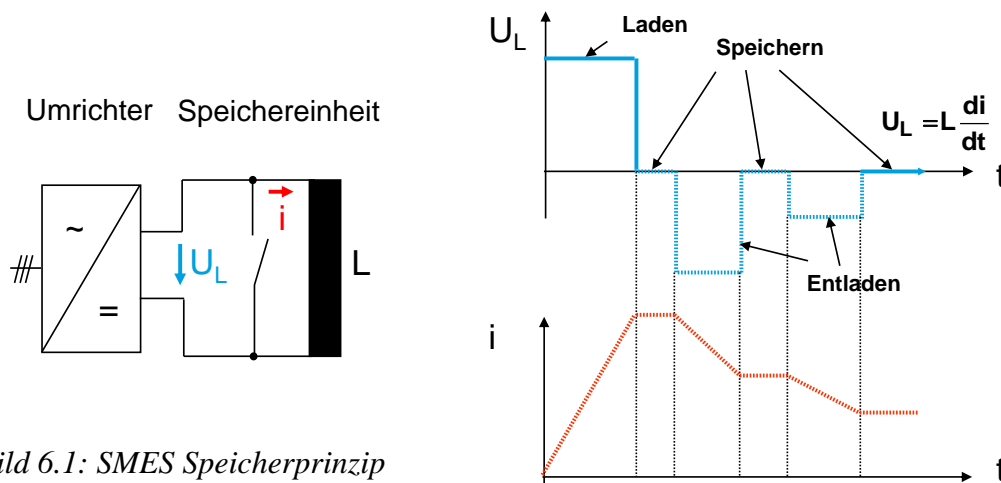 Umrichter Speichereinheit
~
=
U_L
i
L
ild 6.1: SMES Speicherprinzip
U_L
Laden
Speichern
U_L = L di/dt
t
Entladen
i
t